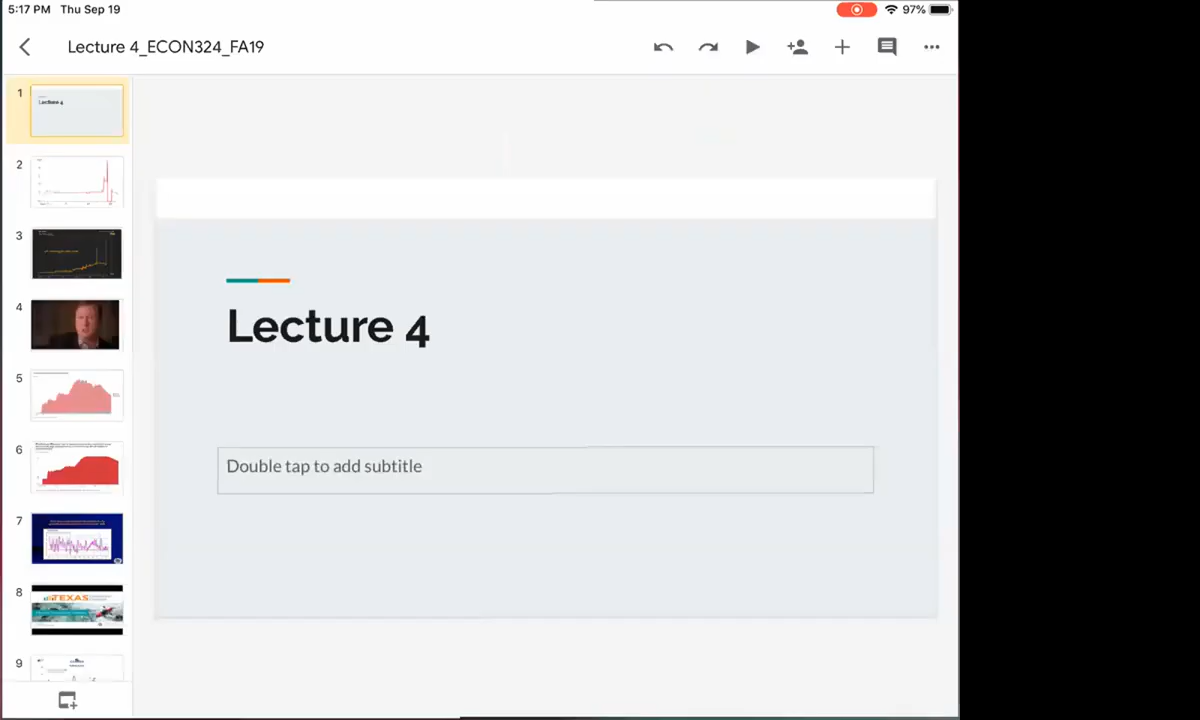 5:17 PM Thu Sep 19
97%
Lecture 4_ECON324_FA19
1
Lecture 4
2
3
4
5
6
7
8
TEXAS
9
Lecture 4
Double tap to add subtitle